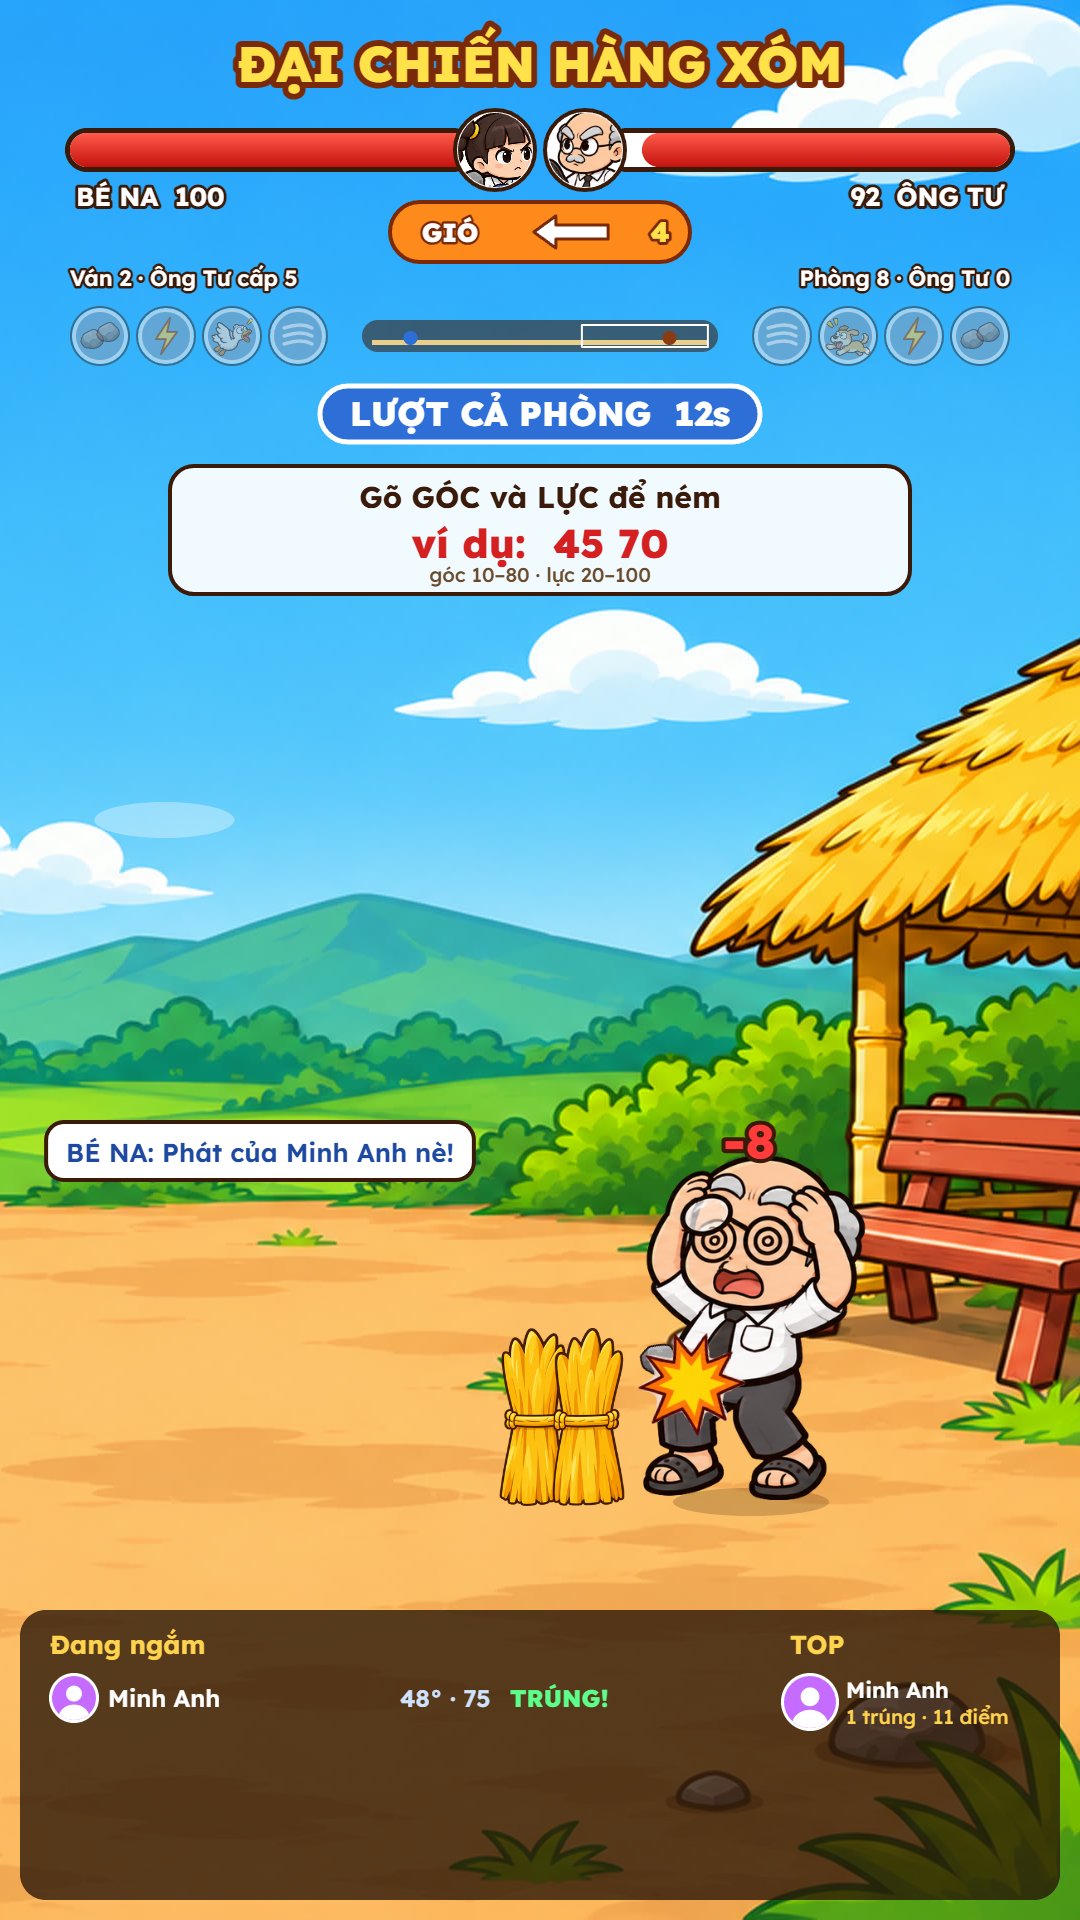 ĐẠI CHIẾN HÀNG XÓM
BÉ NA 100
92 ÔNG TƯ
GIÓ 4
Ván 2 · Ông Tư cấp 5
Phòng 8 · Ông Tư 0
LƯỢT CẢ PHÒNG 12s
Gõ GÓC và LỰC để ném
ví dụ: 45 70
góc 10–80 · lực 20–100
BÉ NA: Phát của Minh Anh nè!
-8
Đang ngắm
Minh Anh 48° · 75 TRÚNG!
TOP
Minh Anh
1 trúng · 11 điểm